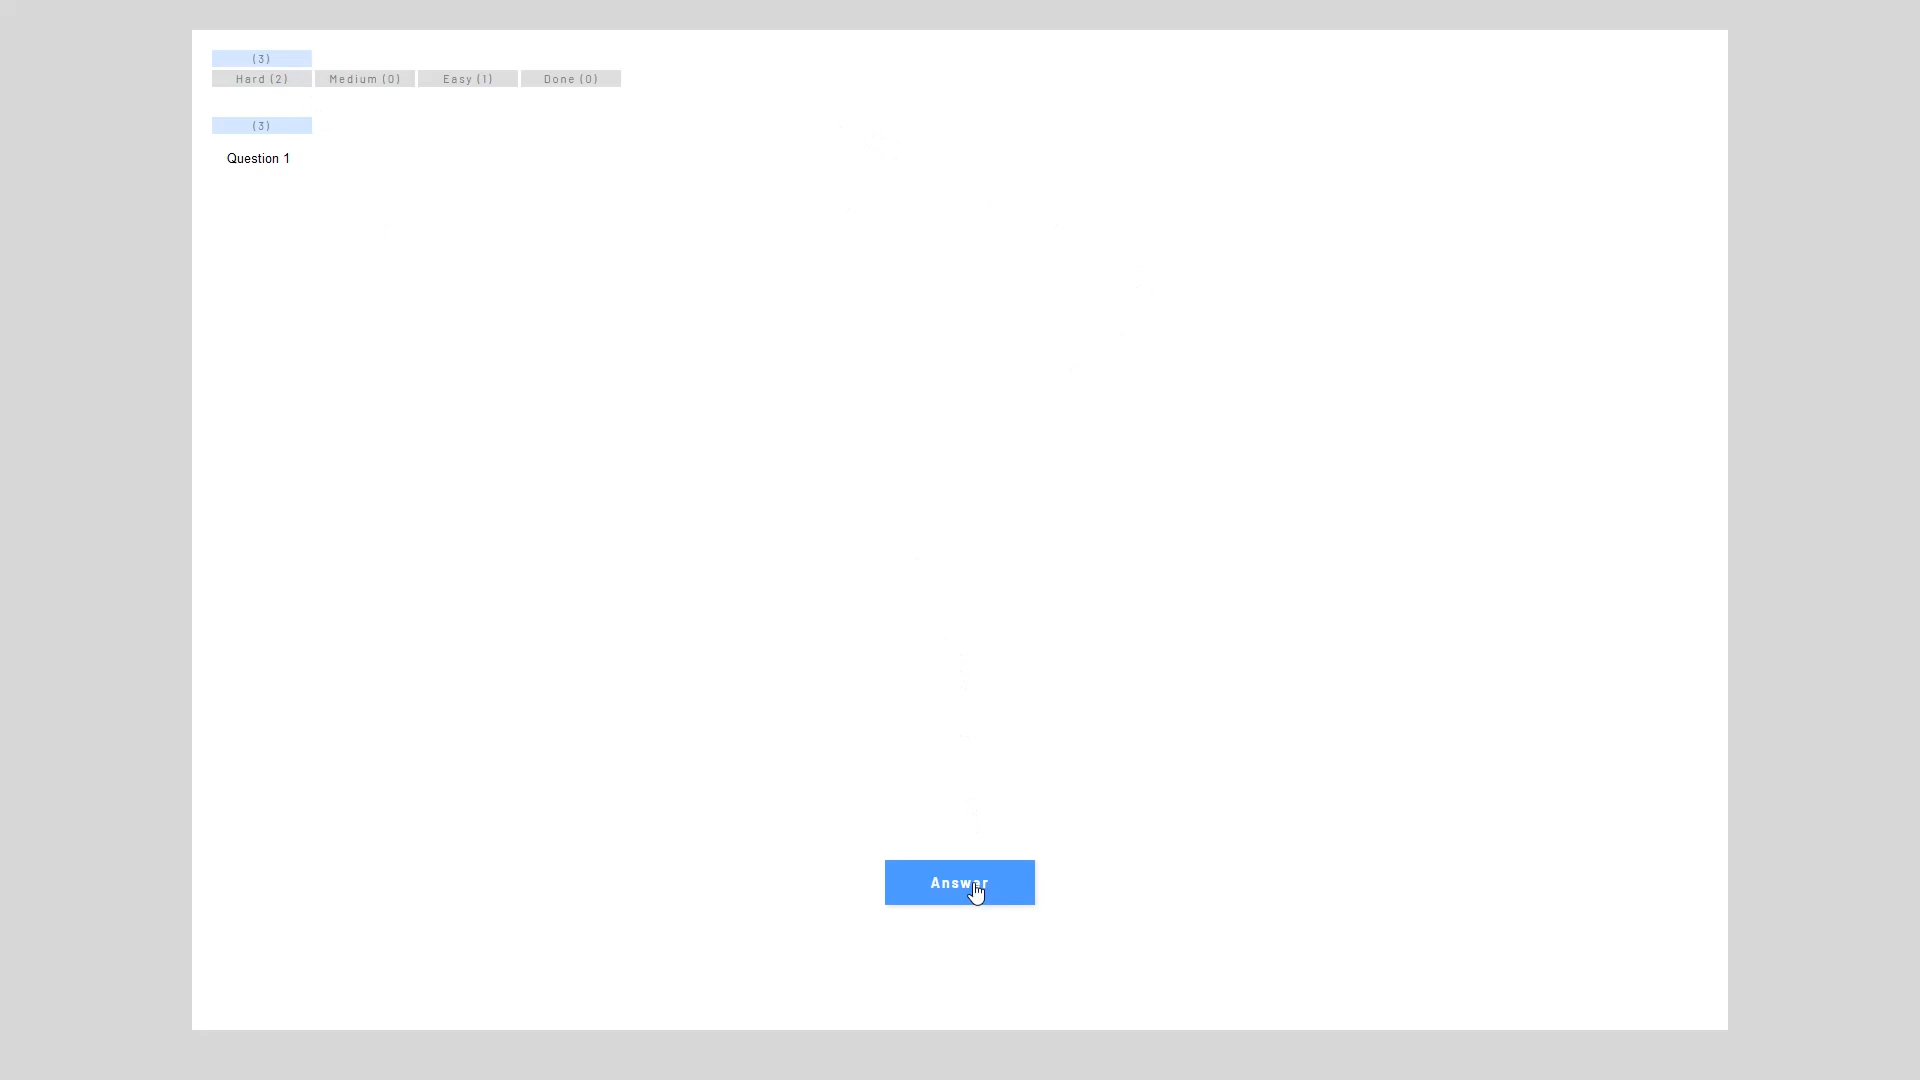 (3)
Hard (2) Medium (0) Easy (1) Done (0)
(3)
Question 1
Answer